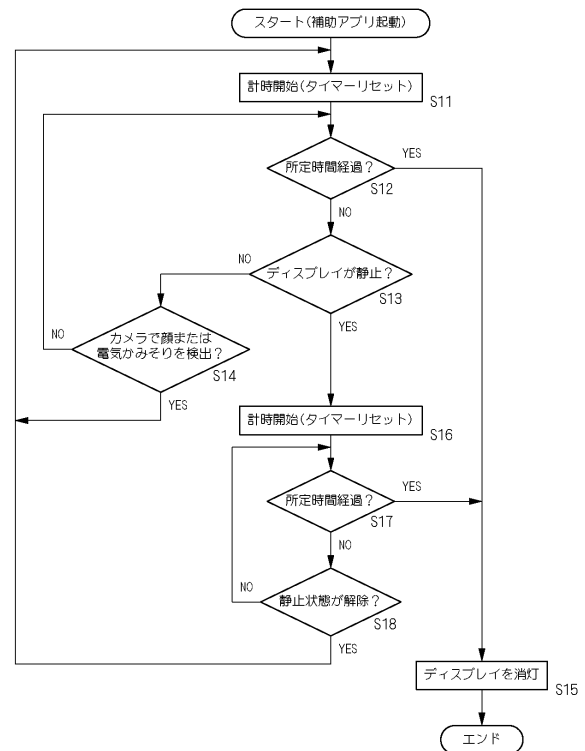 スタート(補助アプリ起動)
計時開始(タイマーリセット)
S11
所定時間経過?
YES
S12
NO
ディスプレイが静止?
NO
S13
YES
カメラで顔または
電気かみそりを検出?
NO
S14
YES
計時開始(タイマーリセット)
S16
所定時間経過?
YES
S17
NO
静止状態が解除?
NO
S18
YES
ディスプレイを消灯
S15
エンド